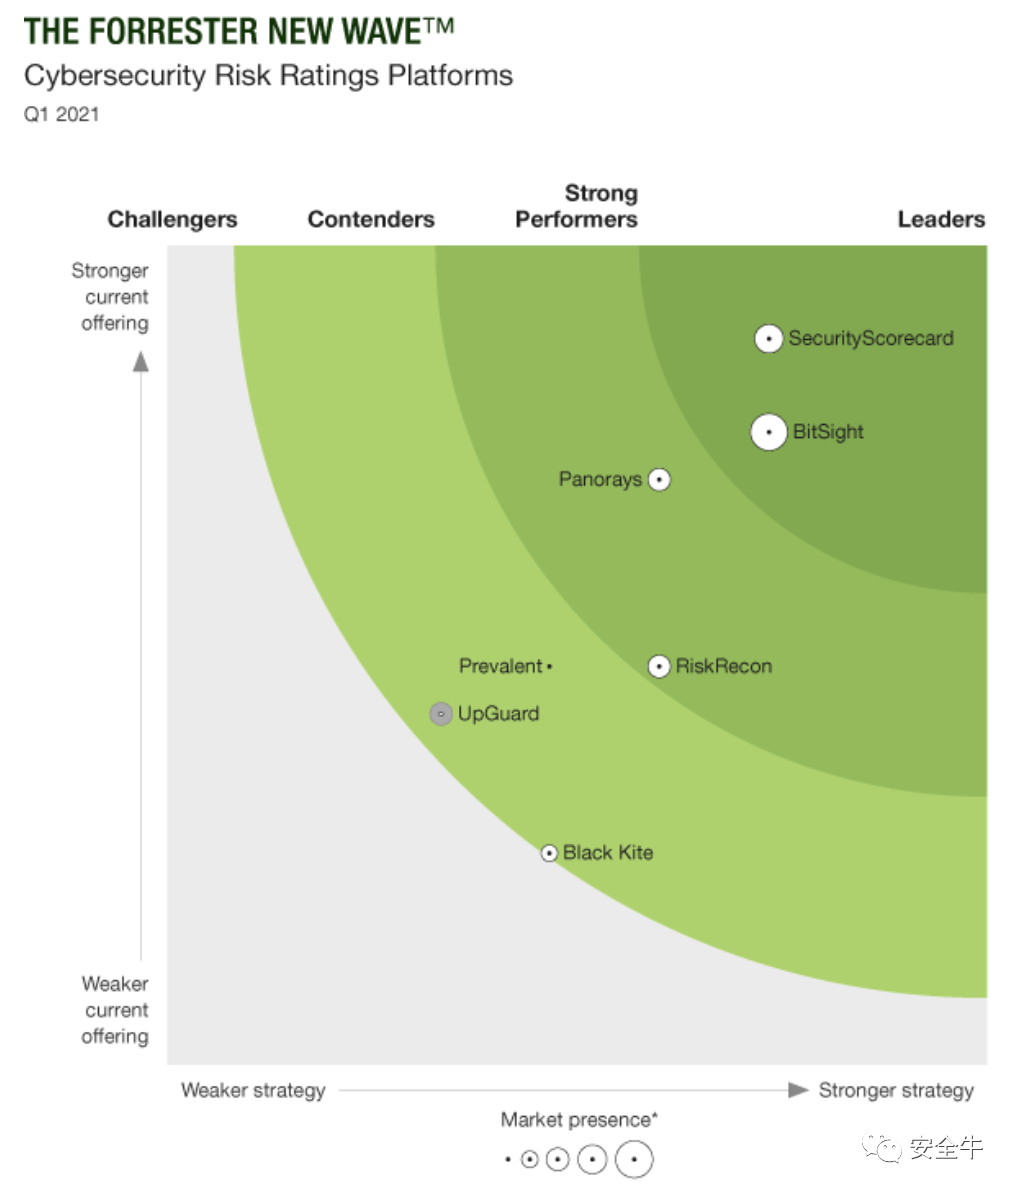 THE FORRESTER NEW WAVE™
Cybersecurity Risk Ratings Platforms
Q1 2021
Challengers
Contenders
Strong
Performers
Leaders
Stronger
current
offering
SecurityScorecard
BitSight
Panorays
Prevalent
RiskRecon
UpGuard
Black Kite
Weaker
current
offering
Weaker strategy
Stronger strategy
Market presence*
安全牛